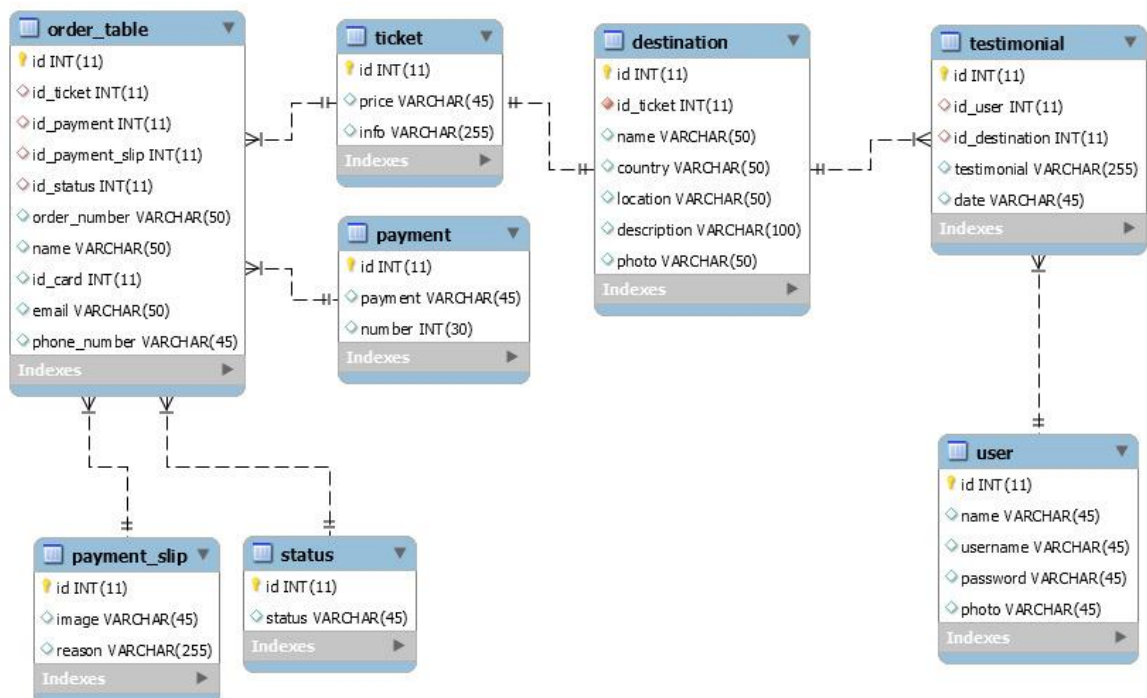 order_table
id INT(11)
id_ticket INT(11)
id_payment INT(11)
id_payment_slip INT(11)
id_status INT(11)
order_number VARCHAR(50)
name VARCHAR(50)
id_card INT(11)
email VARCHAR(50)
phone_number VARCHAR(45)
Indexes
ticket
id INT(11)
price VARCHAR(45)
info VARCHAR(255)
Indexes
payment
id INT(11)
payment VARCHAR(45)
number INT(30)
Indexes
destination
id INT(11)
id_ticket INT(11)
name VARCHAR(50)
country VARCHAR(50)
location VARCHAR(50)
description VARCHAR(100)
photo VARCHAR(50)
Indexes
testimonial
id INT(11)
id_user INT(11)
id_destination INT(11)
testimonial VARCHAR(255)
date VARCHAR(45)
Indexes
payment_slip
id INT(11)
image VARCHAR(45)
reason VARCHAR(255)
Indexes
status
id INT(11)
status VARCHAR(45)
Indexes
user
id INT(11)
name VARCHAR(45)
username VARCHAR(45)
password VARCHAR(45)
photo VARCHAR(45)
Indexes